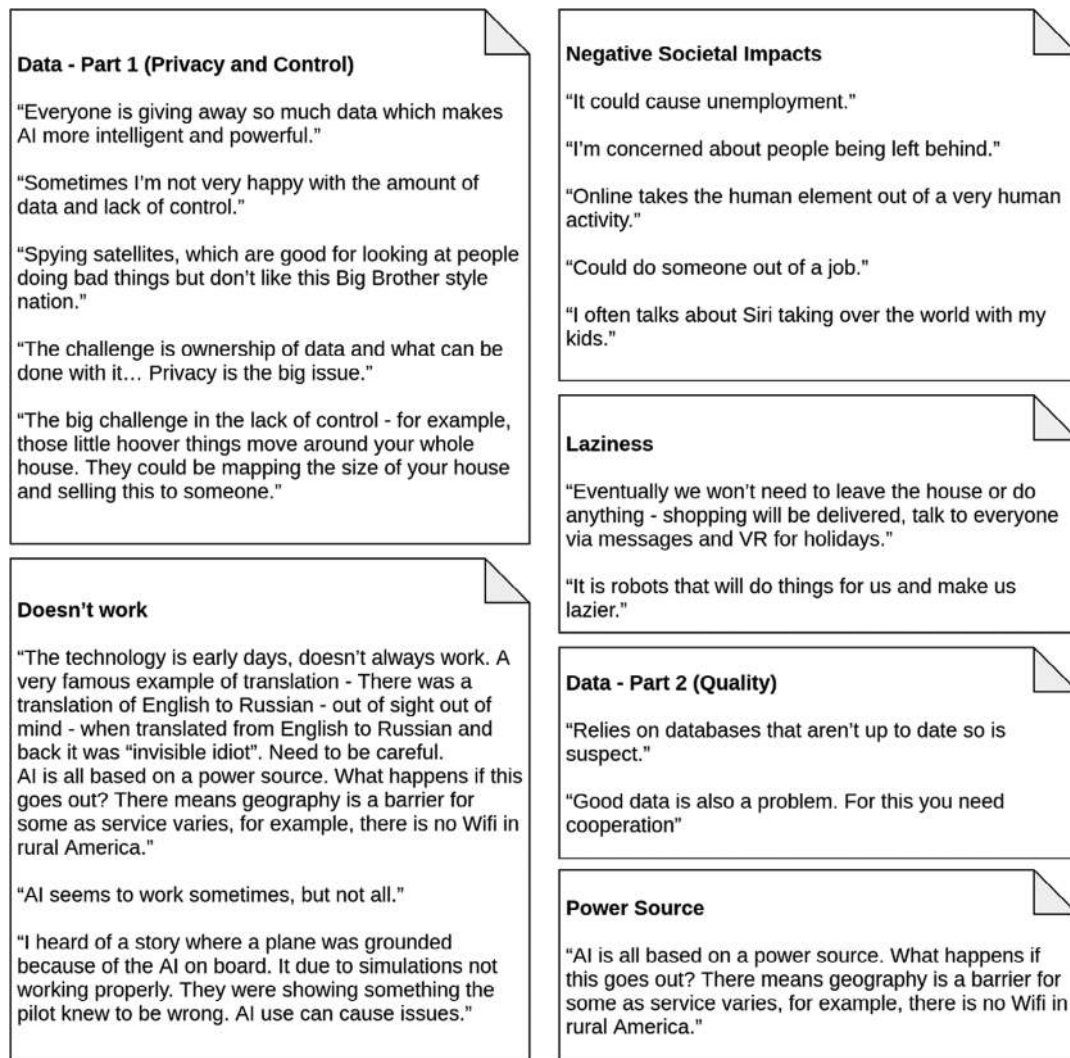 Data - Part 1 (Privacy and Control)
“Everyone is giving away so much data which makes
AI more intelligent and powerful.”
“Sometimes I’m not very happy with the amount of
data and lack of control.”
“Spying satellites, which are good for looking at people
doing bad things but don’t like this Big Brother style
nation.”
“The challenge is ownership of data and what can be
done with it… Privacy is the big issue.”
“The big challenge in the lack of control - for example,
those little hoover things move around your whole
house. They could be mapping the size of your house
and selling this to someone.”
Doesn’t work
“The technology is early days, doesn’t always work. A
very famous example of translation - There was a
translation of English to Russian - out of sight out of
mind - when translated from English to Russian and
back it was “invisible idiot”. Need to be careful.
AI is all based on a power source. What happens if this
goes out? There means geography is a barrier for
some as service varies, for example, there is no Wifi in
rural America.”
“AI seems to work sometimes, but not all.”
“I heard of a story where a plane was grounded
because of the AI on board. It due to simulations not
working properly. They were showing something the
pilot knew to be wrong. AI use can cause issues.”
Negative Societal Impacts
“It could cause unemployment.”
“I’m concerned about people being left behind.”
“Online takes the human element out of a very human
activity.”
“Could do someone out of a job.”
“I often talks about Siri taking over the world with my
kids.”
Laziness
“Eventually we won’t need to leave the house or do
anything - shopping will be delivered, talk to everyone
via messages and VR for holidays.”
“It is robots that will do things for us and make us
lazier.”
Data - Part 2 (Quality)
“Relies on databases that aren’t up to date so is
suspect.”
“Good data is also a problem. For this you need
cooperation”
Power Source
“AI is all based on a power source. What happens if
this goes out? There means geography is a barrier for
some as service varies, for example, there is no Wifi in
rural America.”